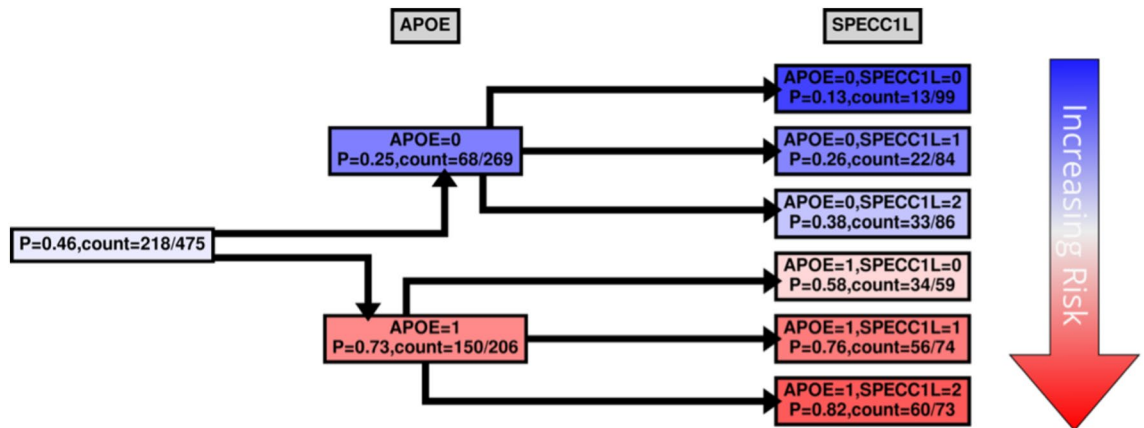 APOE
SPECC1L
APOE=0,SPECC1L=0
P=0.13,count=13/99
APOE=0
P=0.25,count=68/269
APOE=0,SPECC1L=1
P=0.26,count=22/84
APOE=0,SPECC1L=2
P=0.38,count=33/86
P=0.46,count=218/475
APOE=1,SPECC1L=0
P=0.58,count=34/59
APOE=1
P=0.73,count=150/206
APOE=1,SPECC1L=1
P=0.76,count=56/74
APOE=1,SPECC1L=2
P=0.82,count=60/73
Increasing Risk